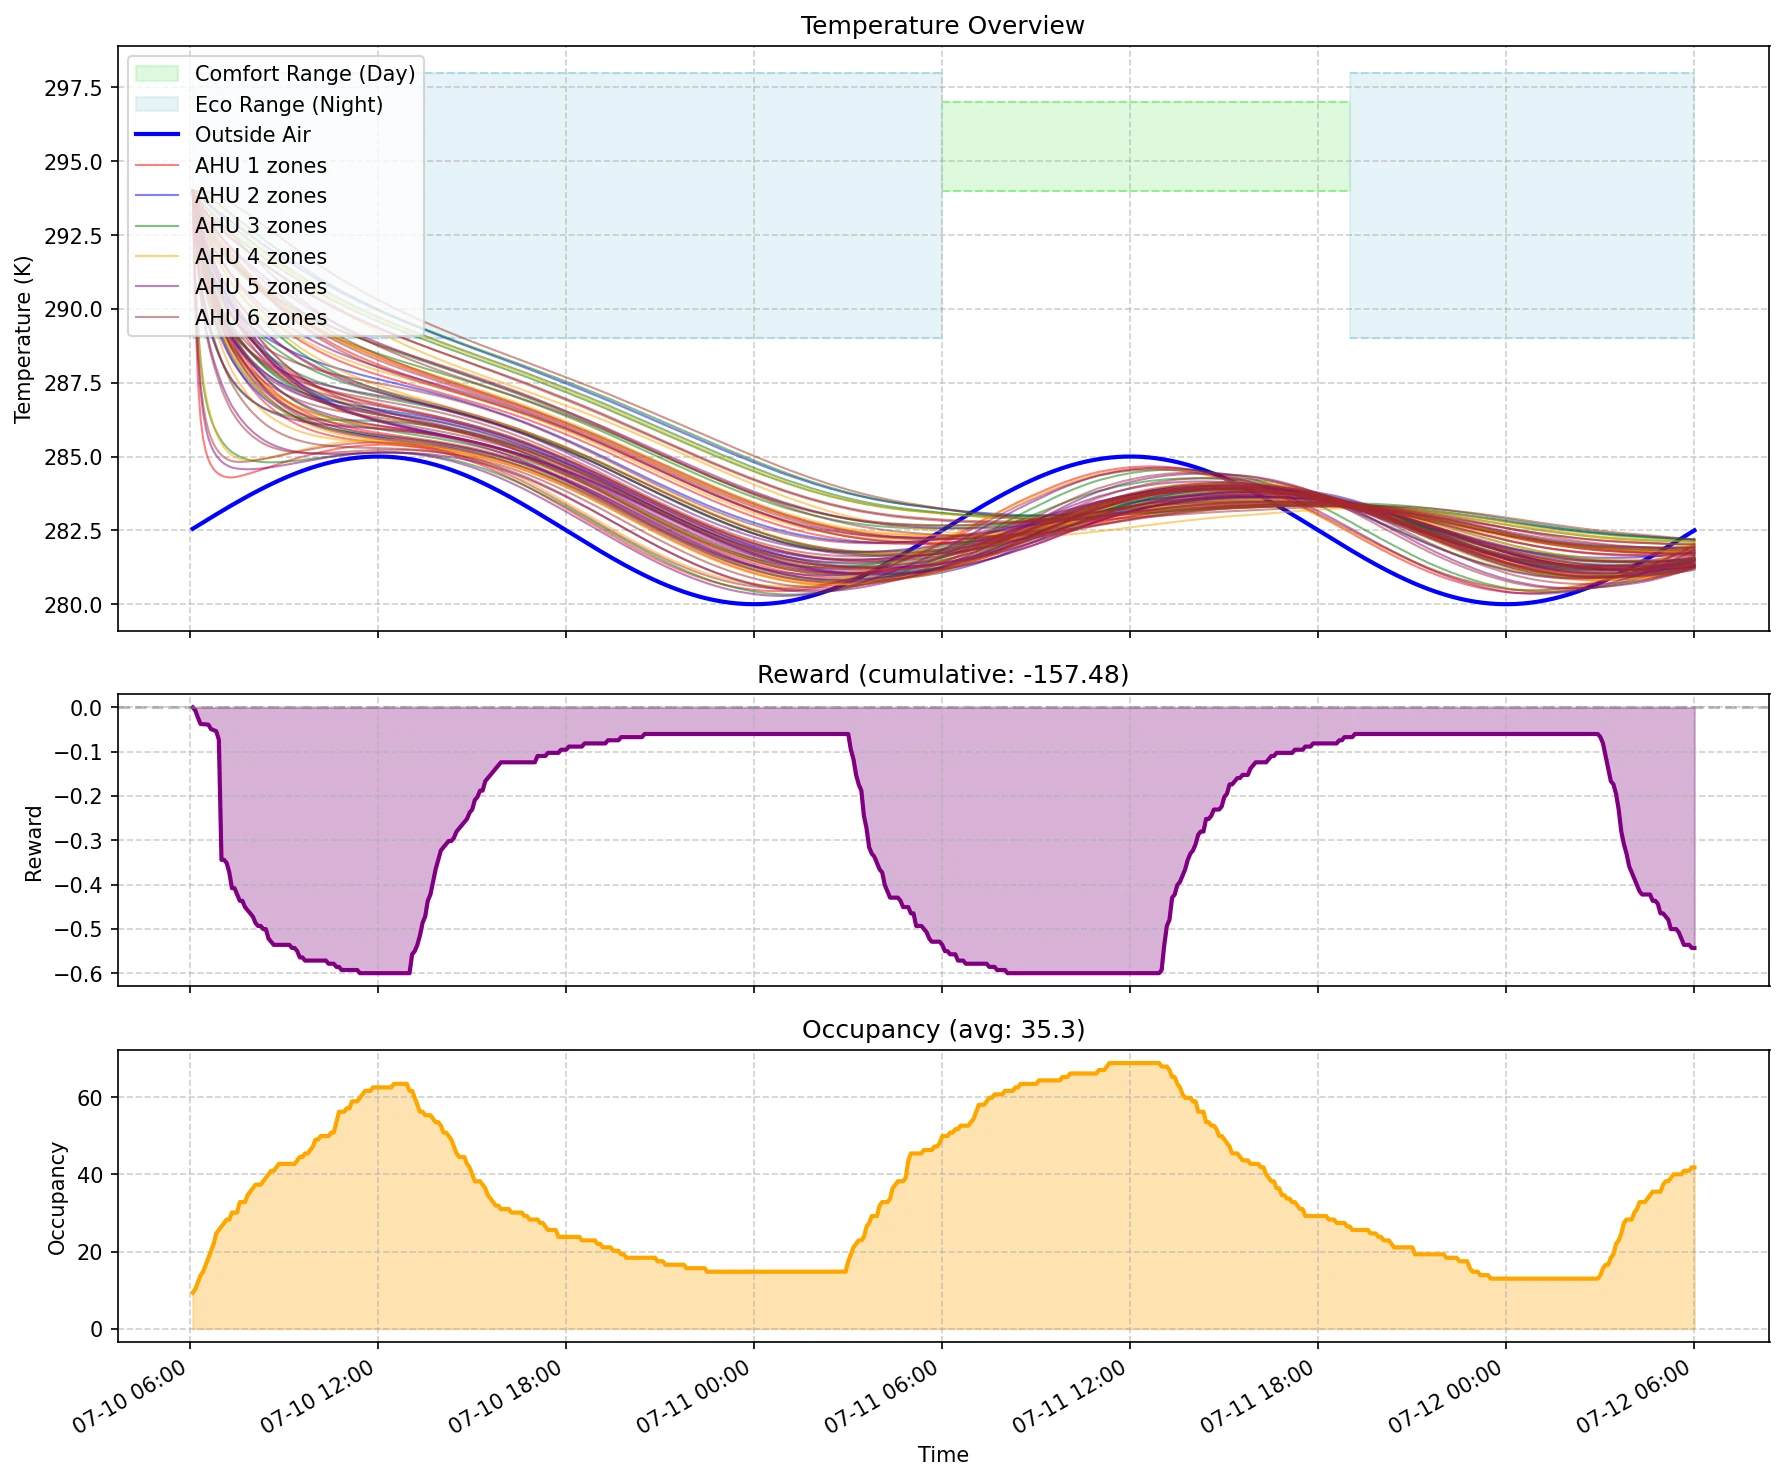 Temperature Overview
Temperature (K)
297.5
295.0
292.5
290.0
287.5
285.0
282.5
280.0
Comfort Range (Day)
Eco Range (Night)
Outside Air
AHU 1 zones
AHU 2 zones
AHU 3 zones
AHU 4 zones
AHU 5 zones
AHU 6 zones
Reward (cumulative: -157.48)
Reward
0.0
−0.1
−0.2
−0.3
−0.4
−0.5
−0.6
Occupancy (avg: 35.3)
Occupancy
60
40
20
0
07-10 06:00
07-10 12:00
07-10 18:00
07-11 00:00
07-11 06:00
07-11 12:00
07-11 18:00
07-12 00:00
07-12 06:00
Time